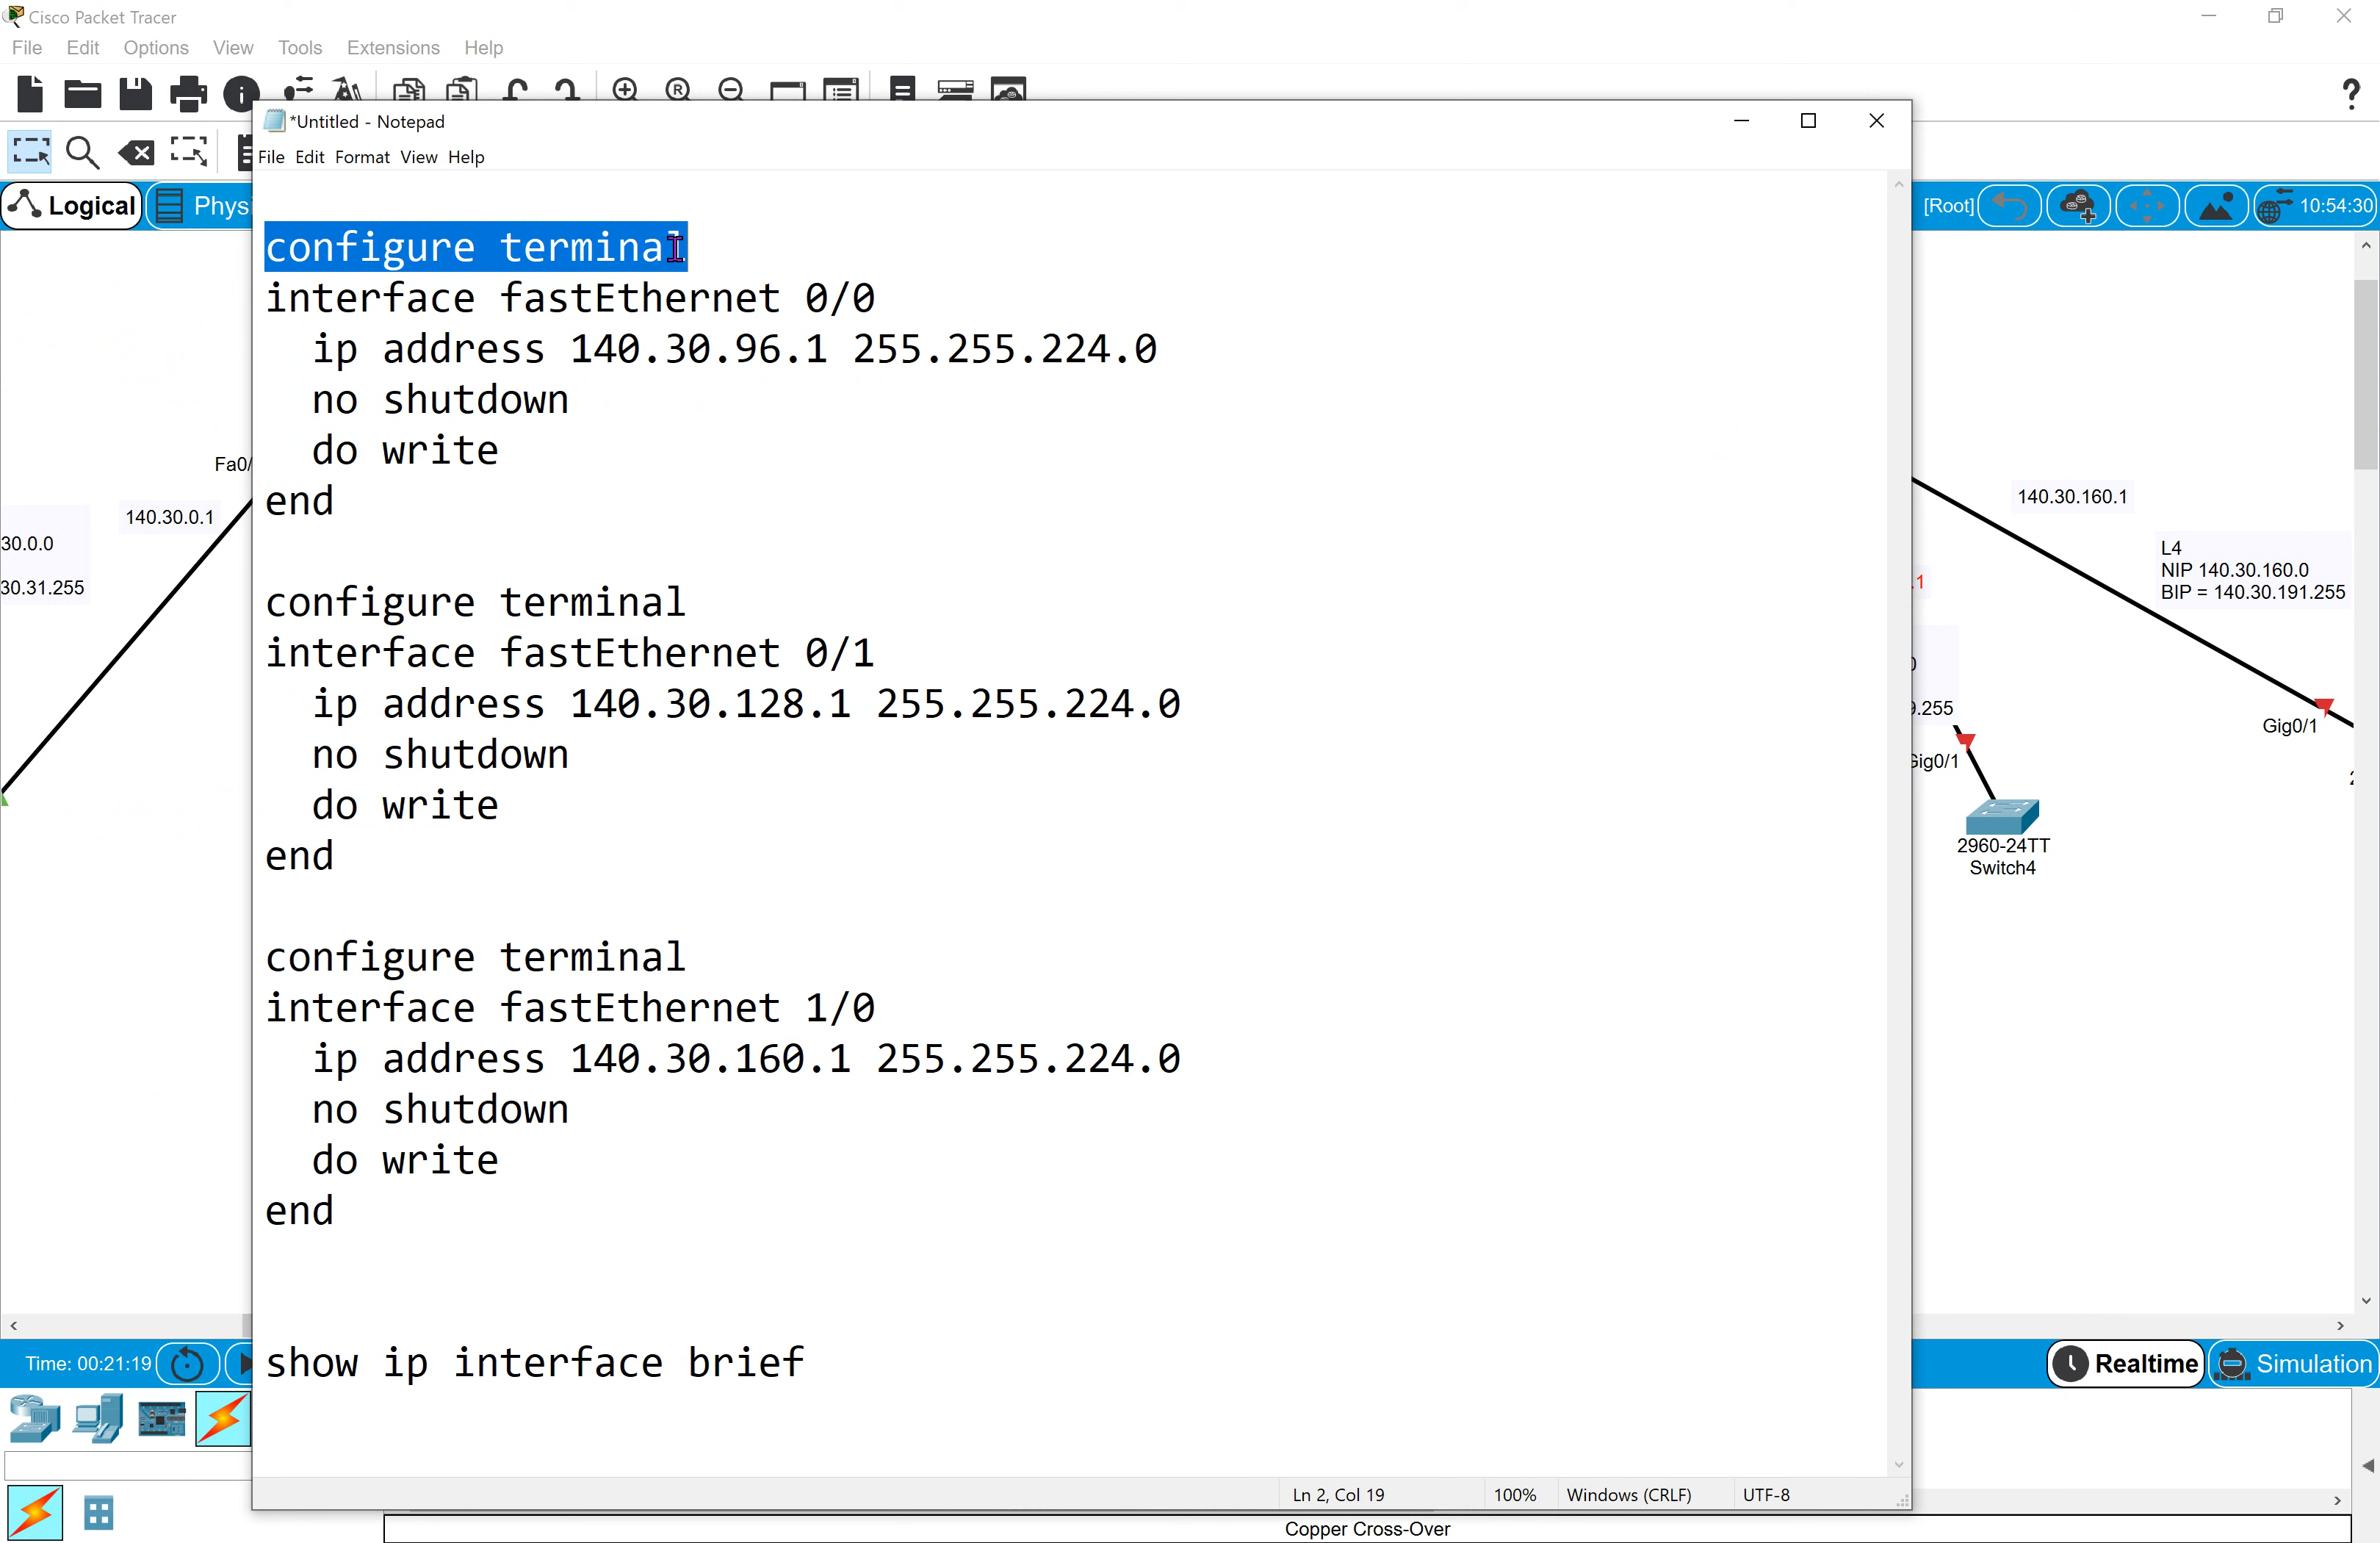 Cisco Packet Tracer
File Edit Options View Tools Extensions Help
*Untitled - Notepad
File Edit Format View Help
Logical
[Root]
10:54:30
configure terminal
interface fastEthernet 0/0
ip address 140.30.96.1 255.255.224.0
no shutdown
do write
end
configure terminal
interface fastEthernet 0/1
ip address 140.30.128.1 255.255.224.0
no shutdown
do write
end
configure terminal
interface fastEthernet 1/0
ip address 140.30.160.1 255.255.224.0
no shutdown
do write
end
show ip interface brief
Fa0/
140.30.0.1
30.0.0
30.31.255
140.30.160.1
L4
NIP 140.30.160.0
BIP = 140.30.191.255
.1
.255
Gig0/1
Gig0/1
2960-24TT
Switch4
Time: 00:21:19
Realtime
Simulation
Ln 2, Col 19
100%
Windows (CRLF)
UTF-8
Copper Cross-Over